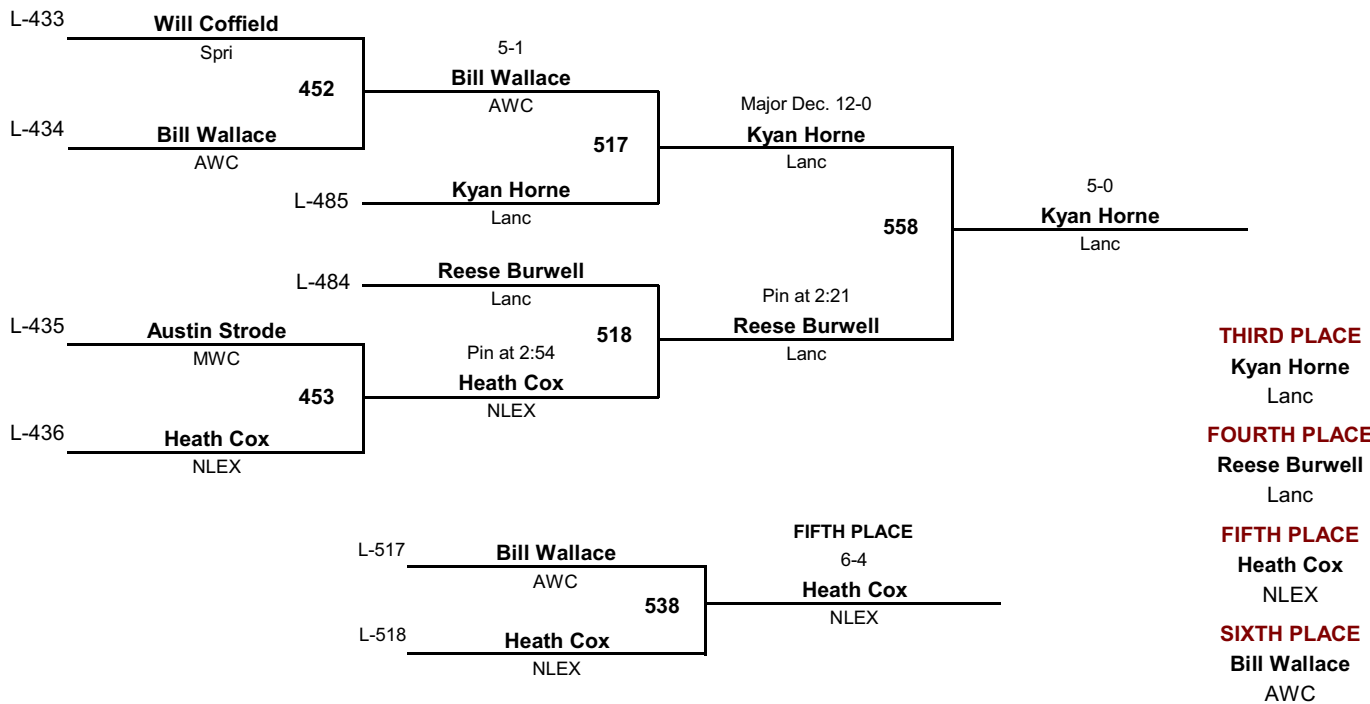 L-433
Will Coffield
Spri
452
L-434
Bill Wallace
AWC
5-1
Bill Wallace
AWC
517
L-485
Kyan Horne
Lanc
Major Dec. 12-0
Kyan Horne
Lanc
558
5-0
Kyan Horne
Lanc
L-484
Reese Burwell
Lanc
518
Pin at 2:21
Reese Burwell
Lanc
L-435
Austin Strode
MWC
453
Pin at 2:54
Heath Cox
NLEX
L-436
Heath Cox
NLEX
L-517
Bill Wallace
AWC
538
L-518
Heath Cox
NLEX
FIFTH PLACE
6-4
Heath Cox
NLEX
THIRD PLACE
Kyan Horne
Lanc
FOURTH PLACE
Reese Burwell
Lanc
FIFTH PLACE
Heath Cox
NLEX
SIXTH PLACE
Bill Wallace
AWC